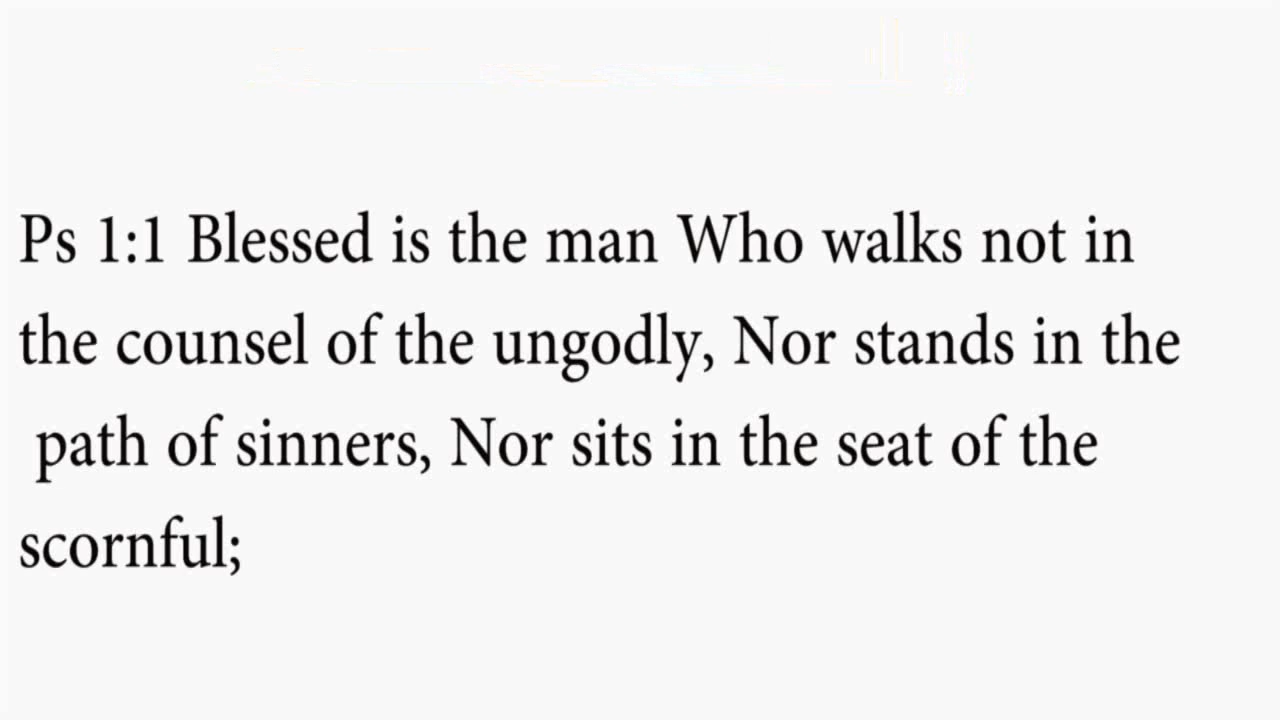 Ps 1:1 Blessed is the man Who walks not in
the counsel of the ungodly, Nor stands in the
path of sinners, Nor sits in the seat of the
scornful;